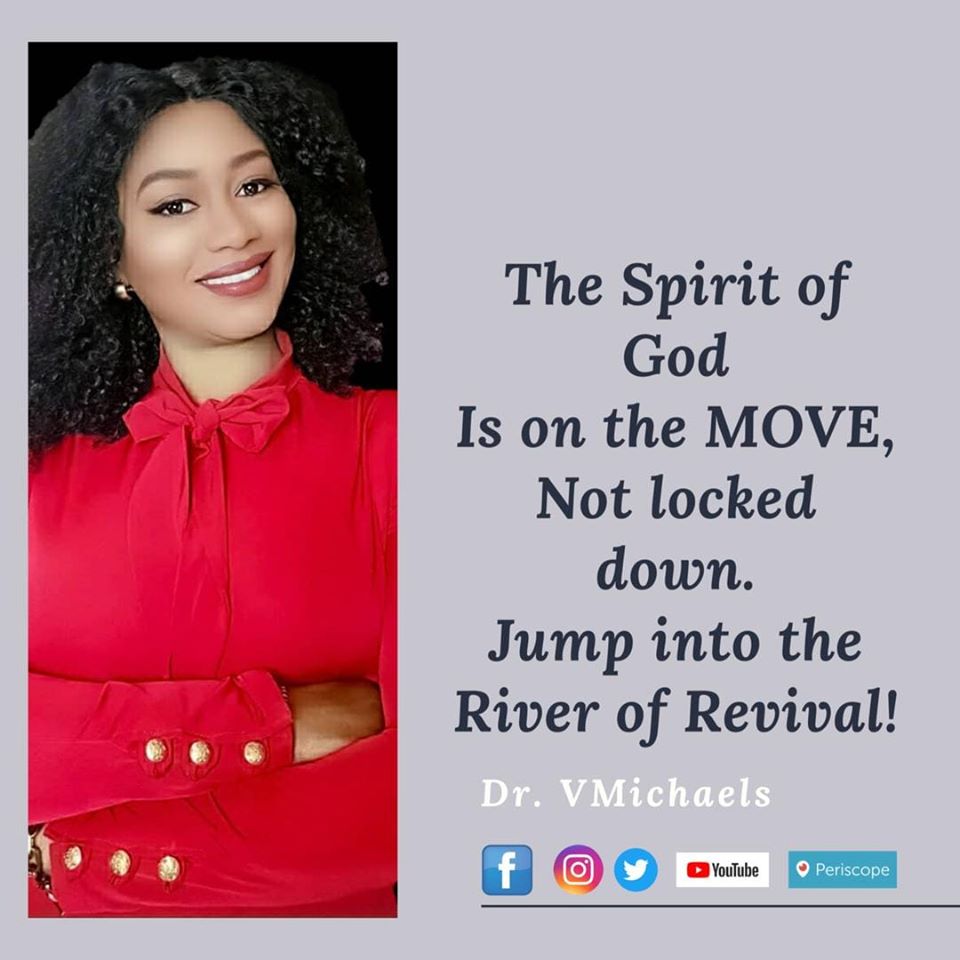 The Spirit of
God
Is on the MOVE,
Not locked
down.
Jump into the
River of Revival!
Dr. VMichaels
f
YouTube
Periscope